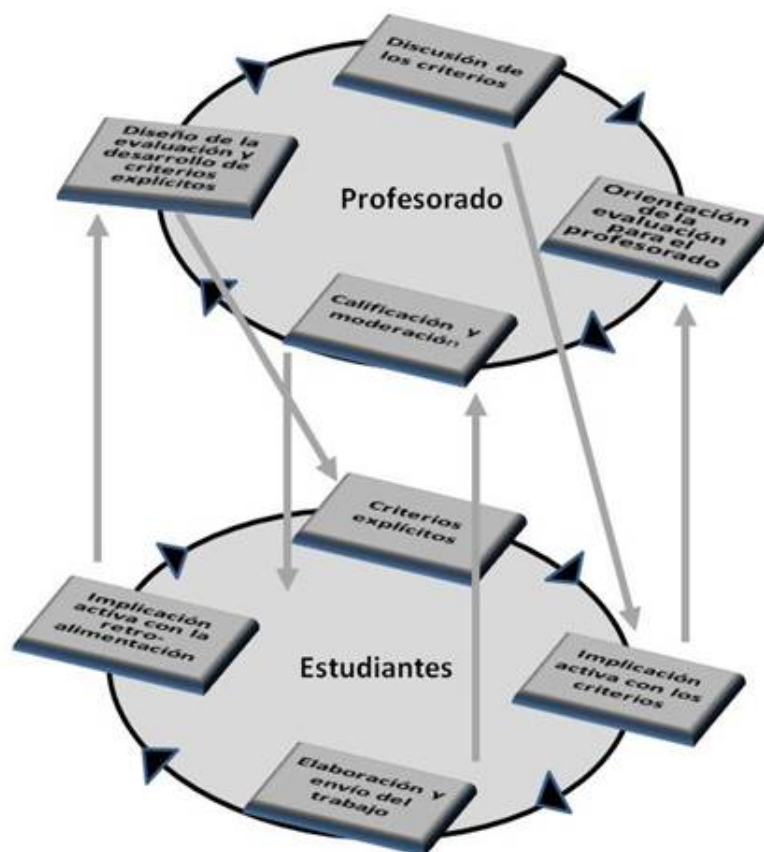 Discusión de
los criterios
Diseño de la
evaluación y
desarrollo de
criterios
explícitos
Profesorado
Orientación
de la
evaluación
para el
profesorado
Calificación y
moderación
Criterios
explícitos
Implicación
activa con la
retro-
alimentación
Estudiantes
Implicación
activa con los
criterios
Elaboración y
envío del
trabajo